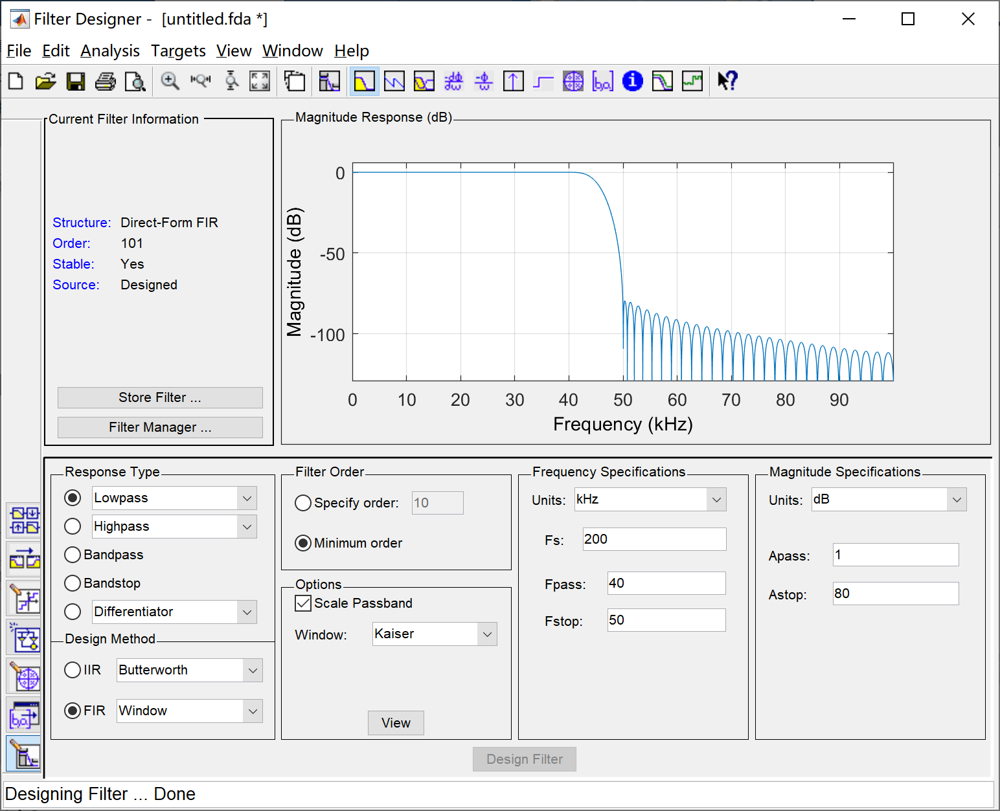 Filter Designer -  [untitled.fda *]
File Edit Analysis Targets View Window Help
Current Filter Information
Structure: Direct-Form FIR
Order: 101
Stable: Yes
Source: Designed
Store Filter ...
Filter Manager ...
Magnitude Response (dB)
0
-50
-100
Magnitude (dB)
0 10 20 30 40 50 60 70 80 90
Frequency (kHz)
Response Type
Lowpass
Highpass
Bandpass
Bandstop
Differentiator
Design Method
IIR Butterworth
FIR Window
Filter Order
Specify order: 10
Minimum order
Options
Scale Passband
Window: Kaiser
View
Frequency Specifications
Units: kHz
Fs: 200
Fpass: 40
Fstop: 50
Magnitude Specifications
Units: dB
Apass: 1
Astop: 80
Design Filter
Designing Filter ... Done